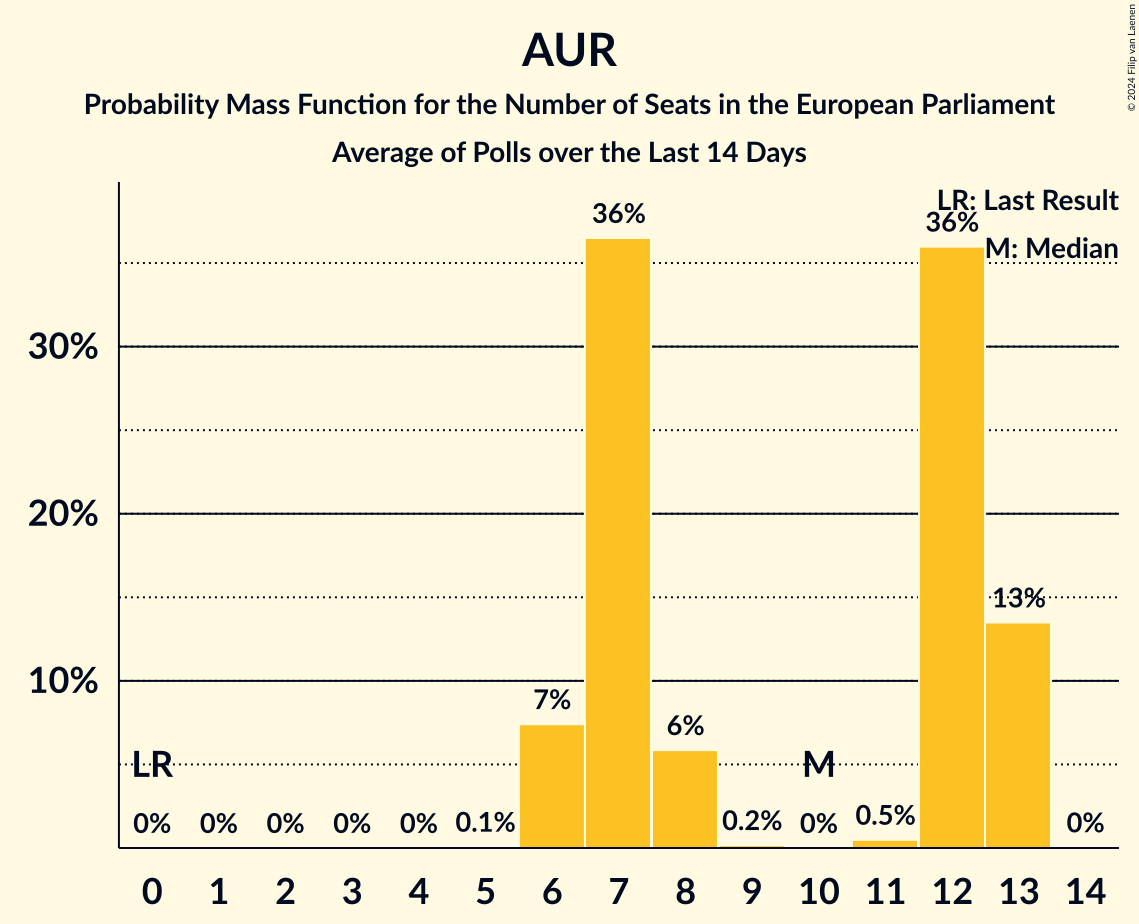 AUR
Probability Mass Function for the Number of Seats in the European Parliament
Average of Polls over the Last 14 Days
© 2024 Filip van Laenen
LR: Last Result
M: Median
36%
36%
30%
20%
13%
10%
7%
6%
LR
M
0%
0%
0%
0%
0%
0.1%
0.2%
0%
0.5%
0%
0 1 2 3 4 5 6 7 8 9 10 11 12 13 14